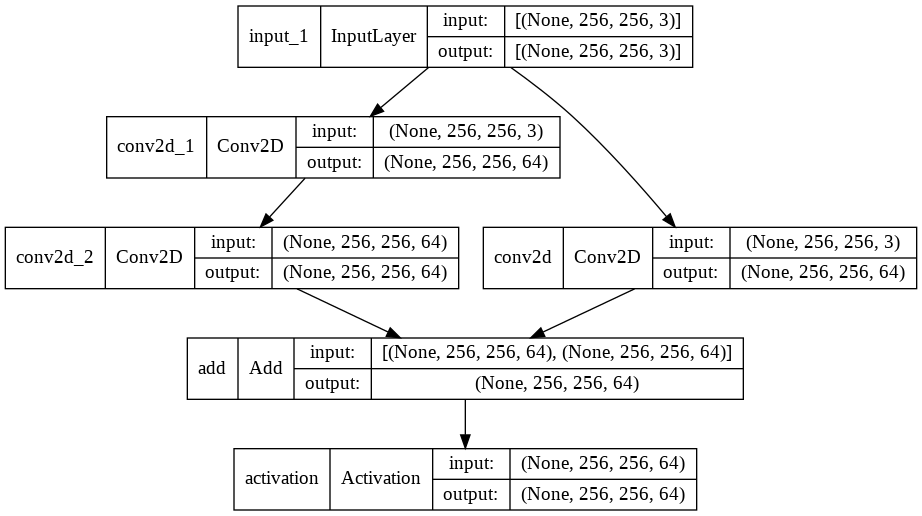 input_1 InputLayer input: [(None, 256, 256, 3)]
output: [(None, 256, 256, 3)]
conv2d_1 Conv2D input: (None, 256, 256, 3)
output: (None, 256, 256, 64)
conv2d_2 Conv2D input: (None, 256, 256, 64)
output: (None, 256, 256, 64)
conv2d Conv2D input: (None, 256, 256, 3)
output: (None, 256, 256, 64)
add Add input: [(None, 256, 256, 64), (None, 256, 256, 64)]
output: (None, 256, 256, 64)
activation Activation input: (None, 256, 256, 64)
output: (None, 256, 256, 64)